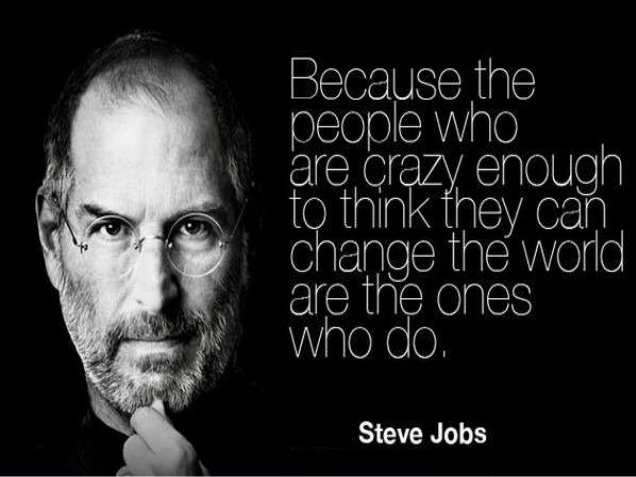 Because the
people who
are crazy enough
to think they can
change the world
are the ones
who do.
Steve Jobs